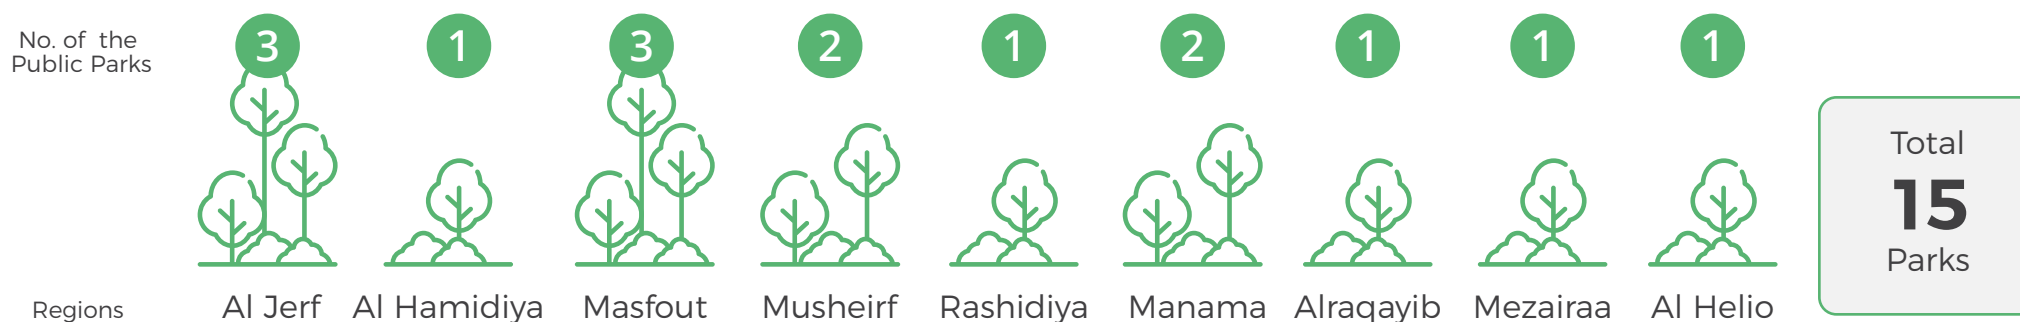 No. of the
Public Parks
3 1 3 2 1 2 1 1 1
Total
15
Parks
Regions Al Jerf Al Hamidiya Masfout Musheirf Rashidiya Manama Alraqayib Mezairaa Al Helio